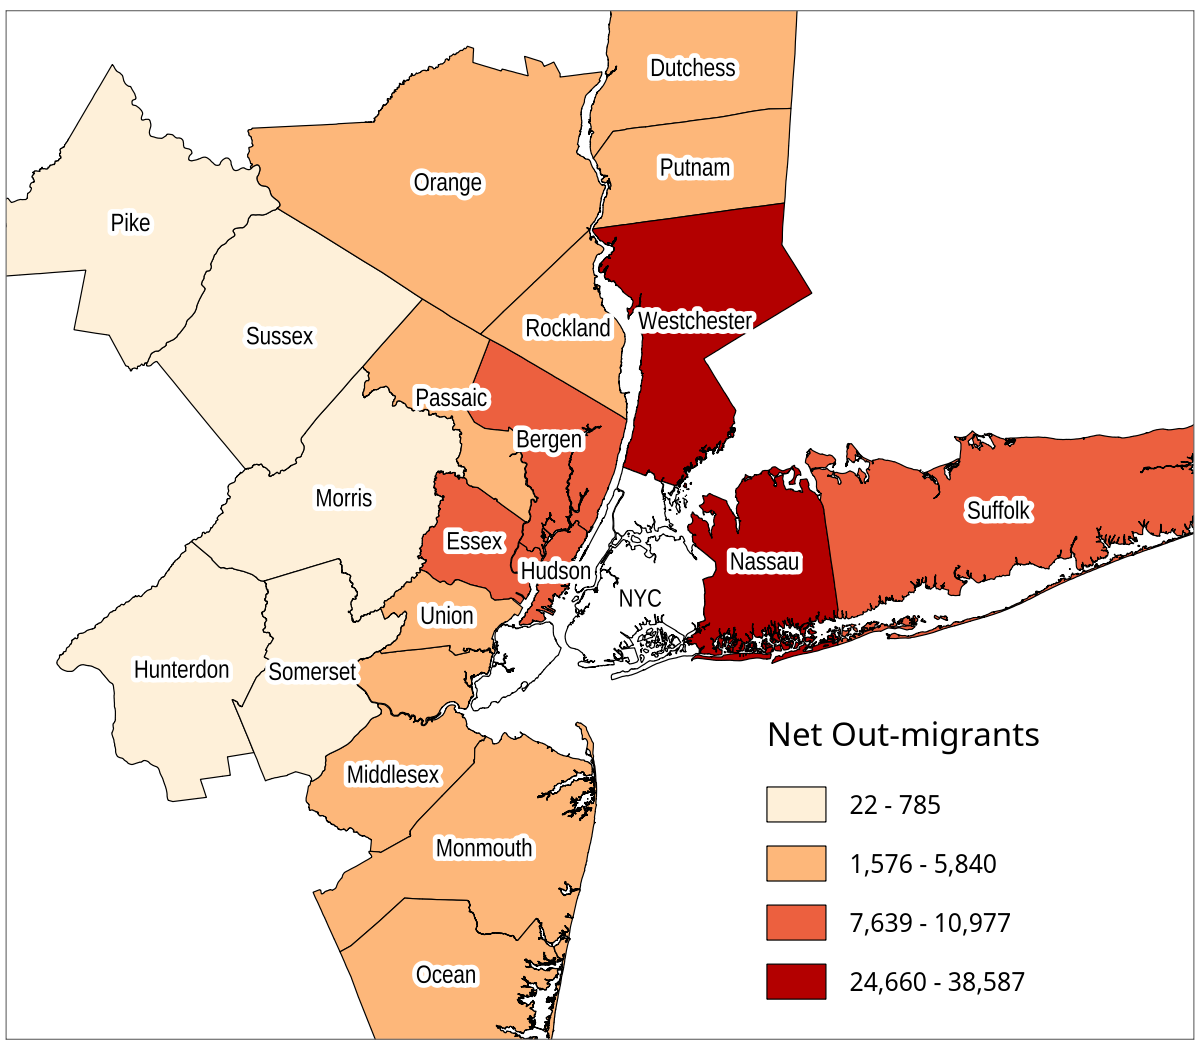 Dutchess
Putnam
Orange
Pike
Westchester
Rockland
Sussex
Passaic
Bergen
Morris
Suffolk
Essex
Nassau
Hudson
NYC
Union
Hunterdon
Somerset
Middlesex
Monmouth
Ocean
Net Out-migrants
22 - 785
1,576 - 5,840
7,639 - 10,977
24,660 - 38,587